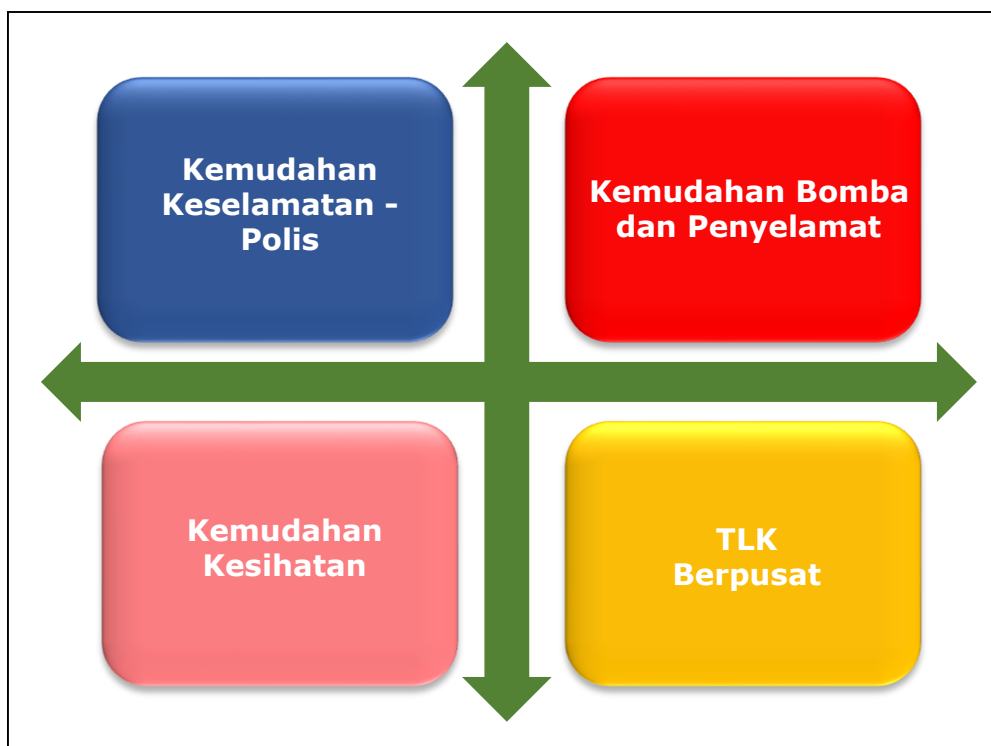 Kemudahan
Keselamatan -
Polis
Kemudahan Bomba
dan Penyelamat
Kemudahan
Kesihatan
TLK
Berpusat